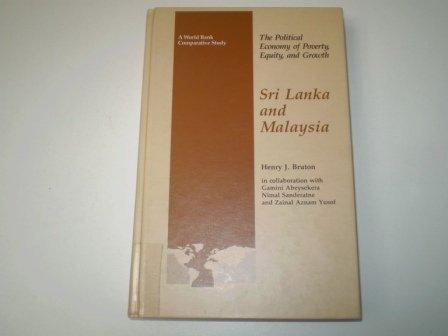 A World Bank
Comparative Study
The Political
Economy of Poverty,
Equity, and Growth
Sri Lanka
and
Malaysia
Henry J. Bruton
in collaboration with
Gamini Abeysekera
Nimal Sanderatne
and Zainal Aznam Yusof